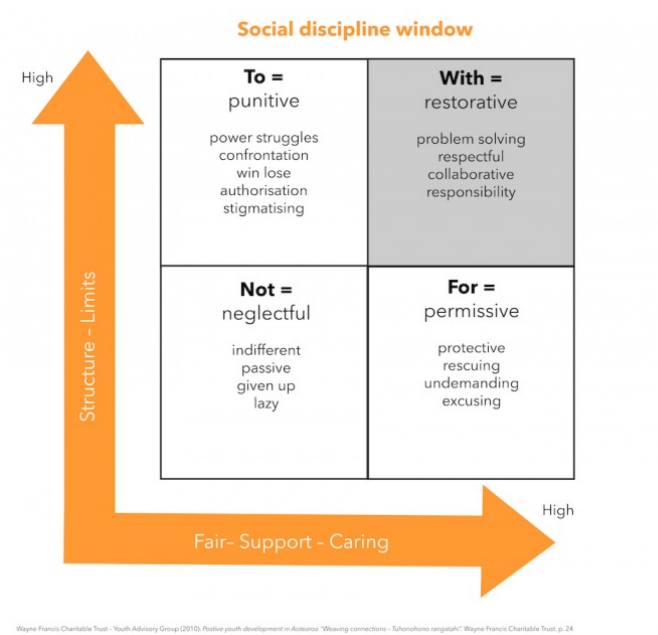 Social discipline window
High
To =
punitive
power struggles
confrontation
win lose
authorisation
stigmatising
With =
restorative
problem solving
respectful
collaborative
responsibility
Structure – Limits
Not =
neglectful
indifferent
passive
given up
lazy
For =
permissive
protective
rescuing
undemanding
excusing
High
Fair– Support – Caring
Wayne Francis Charitable Trust – Youth Advisory Group (2010). Postive youth development in Aotearoa "Weaving connections – Tuhonohono rangatahi". Wayne Francis Charitable Trust. p. 24